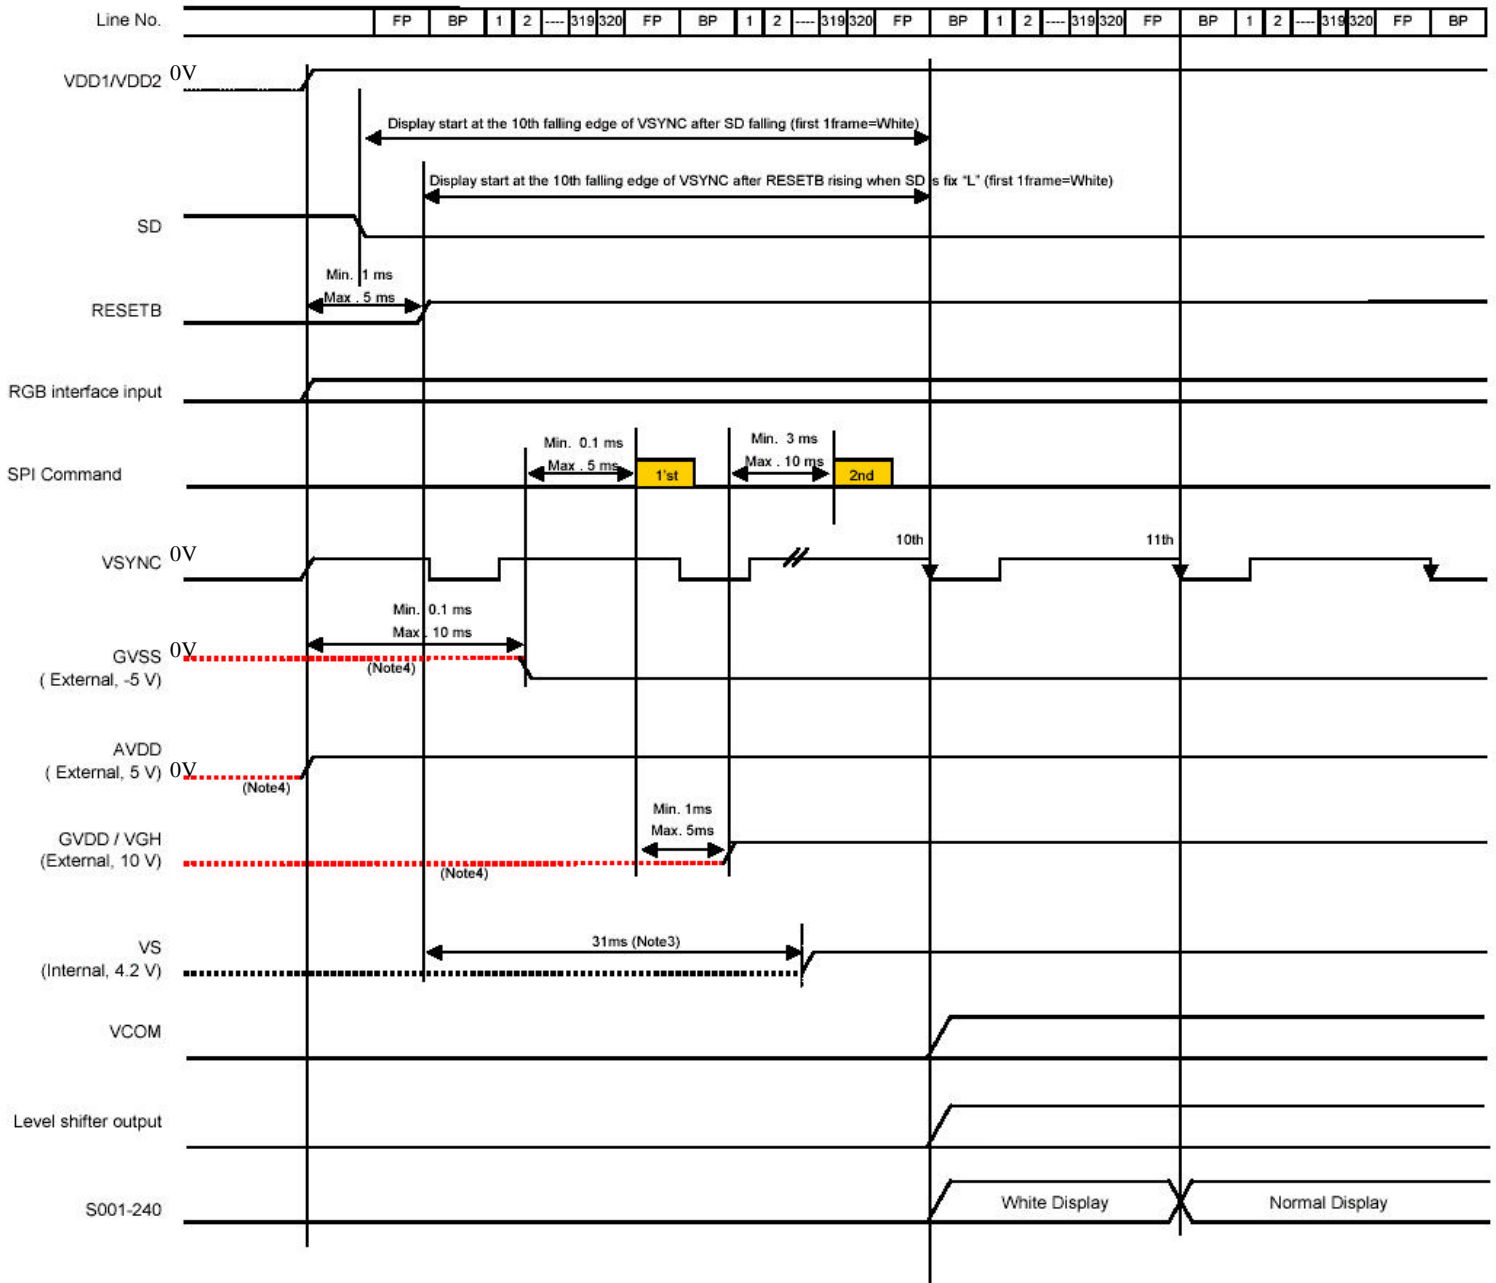 Line No. FP BP 1 2 ---- 319 320 FP BP 1 2 ---- 319 320 FP BP 1 2 ---- 319 320 FP BP 1 2 ---- 319 320 FP BP
VDD1/VDD2 0V
Display start at the 10th falling edge of VSYNC after SD falling (first 1frame=White)
Display start at the 10th falling edge of VSYNC after RESETB rising when SD is fix "L" (first 1frame=White)
SD
Min. 1 ms
Max . 5 ms
RESETB
RGB interface input
Min. 0.1 ms
Max . 5 ms
Min. 3 ms
Max . 10 ms
SPI Command 1'st 2nd
VSYNC 0V 10th 11th
Min. 0.1 ms
Max . 10 ms
GVSS 0V
( External, -5 V)
(Note4)
AVDD
( External, 5 V) 0V
(Note4)
Min. 1ms
Max. 5ms
GVDD / VGH
(External, 10 V)
(Note4)
VS
(Internal, 4.2 V)
31ms (Note3)
VCOM
Level shifter output
S001-240 White Display Normal Display